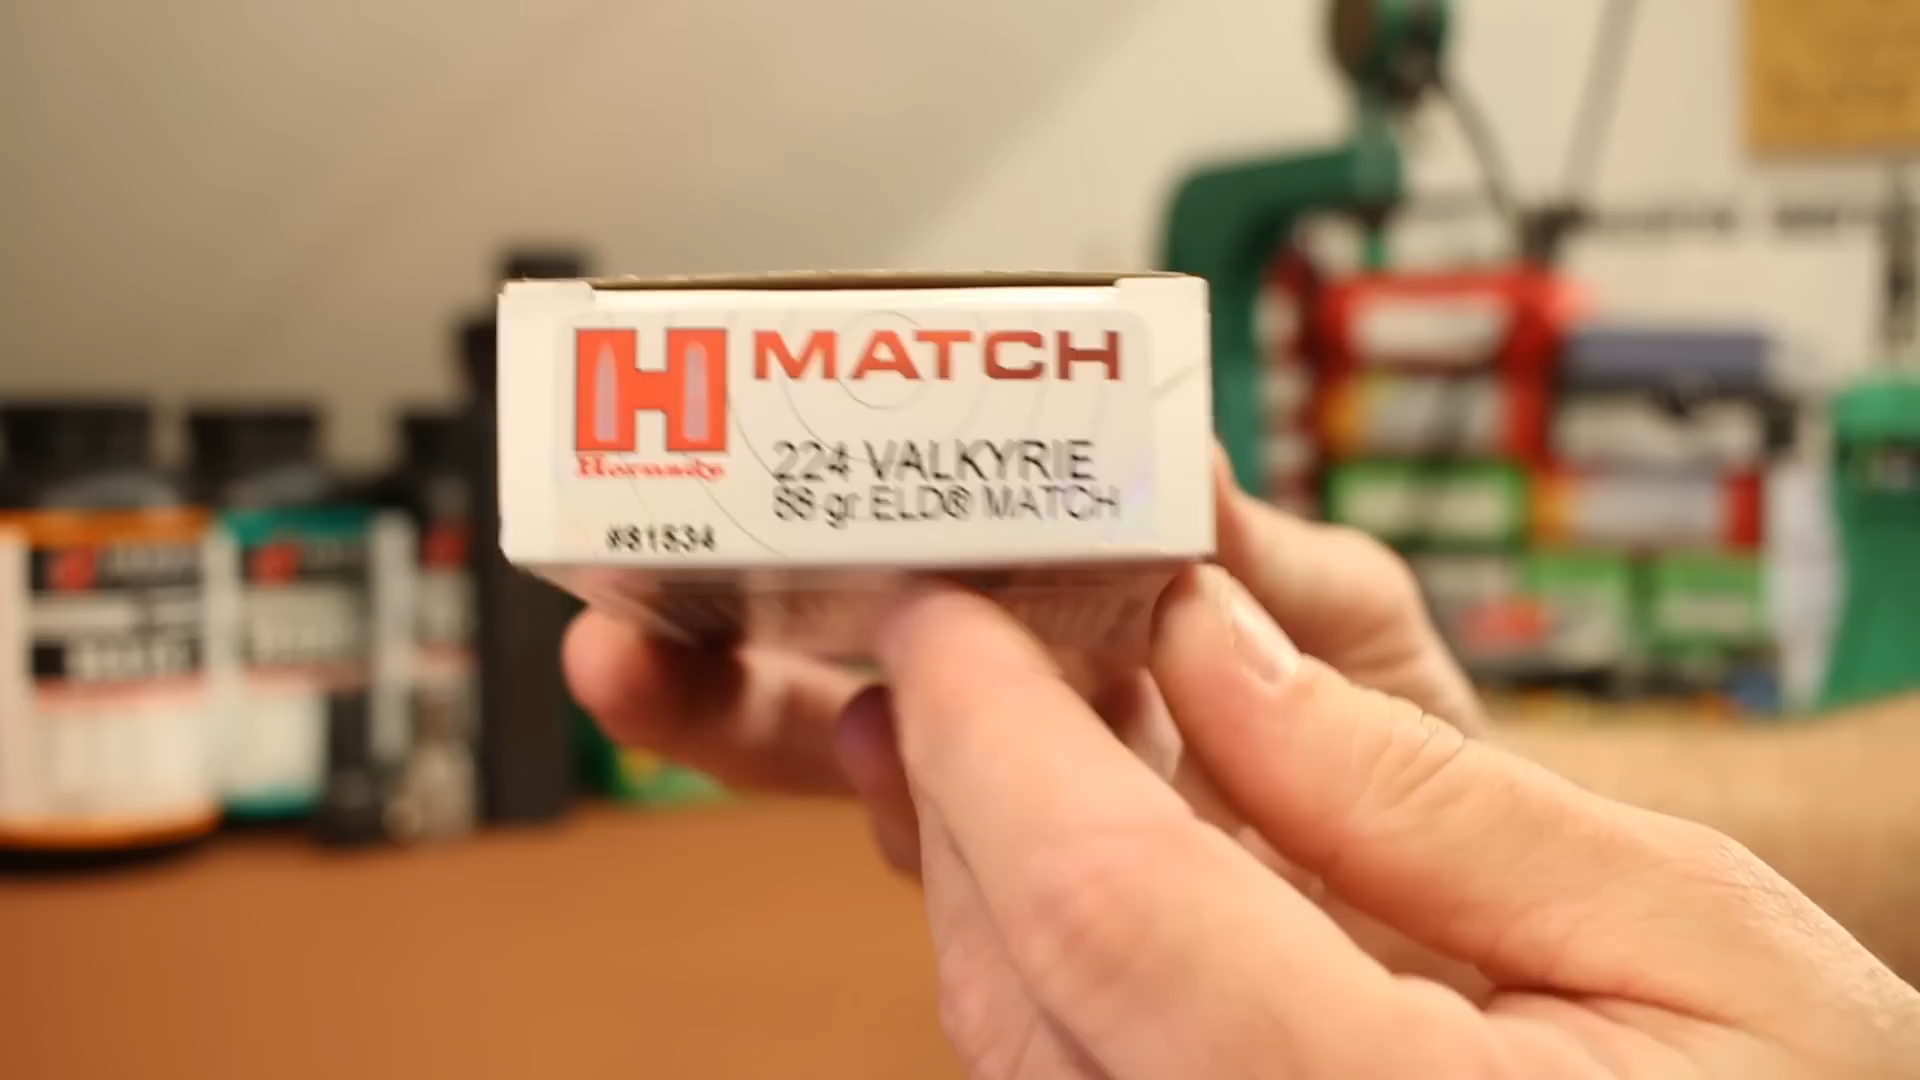 H MATCH
Hornady
224 VALKYRIE
88 gr ELD® MATCH
#81534